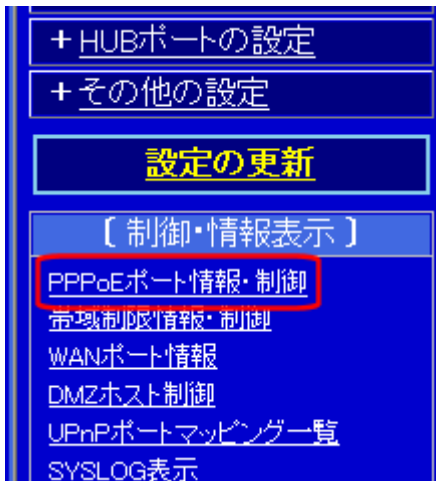 +HUBポートの設定
+その他の設定
設定の更新
【制御・情報表示】
PPPoEポート情報・制御
帯域制限情報・制御
WANポート情報
DMZホスト制御
UPnPポートマッピング一覧
SYSLOG表示